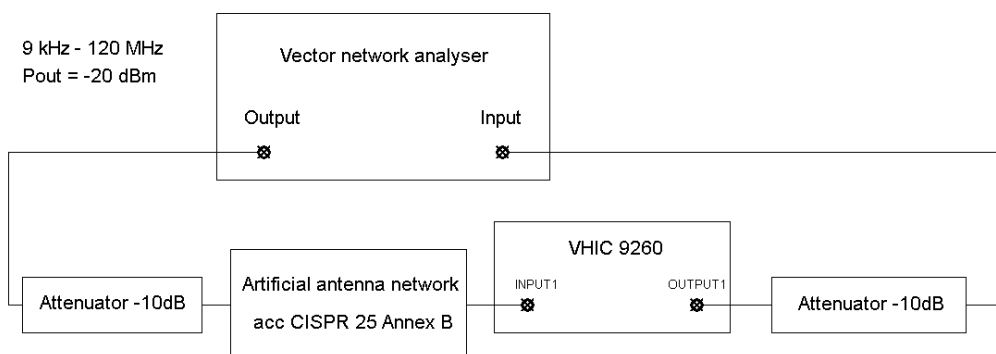 9 kHz - 120 MHz
Pout = -20 dBm
Vector network analyser
Output
Input
Attenuator -10dB
Artificial antenna network
acc CISPR 25 Annex B
VHIC 9260
INPUT1
OUTPUT1
Attenuator -10dB